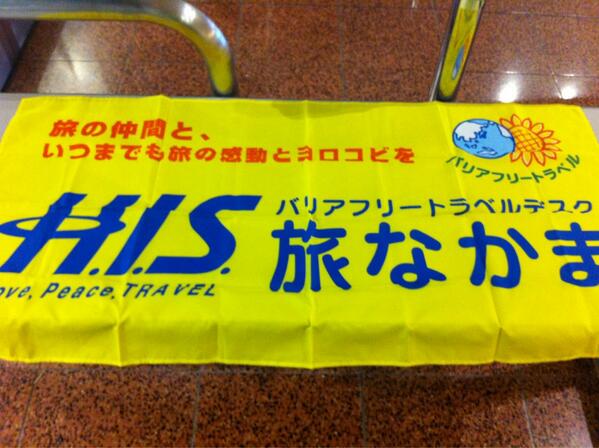 旅の仲間と、
いつまでも旅の感動とヨロコビを
バリアフリートラベル
H.I.S.
ove, Peace, TRAVEL
バリアフリートラベルデスク
旅なかま